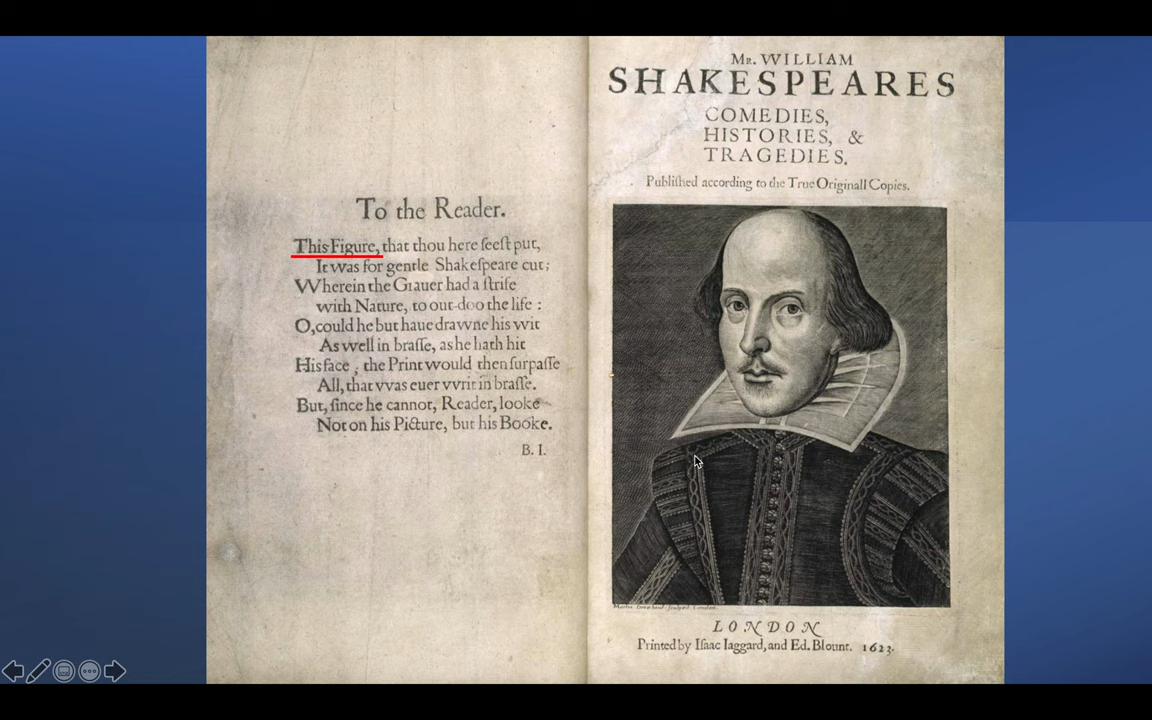 To the Reader.
This Figure, that thou here ſeeſt put,
It was for gentle Shakeſpeare cut;
Wherein the Grauer had a ſtrife
with Nature, to out-doo the life :
O, could he but haue drawne his wit
As well in braſſe, as he hath hit
His face ; the Print would then ſurpaſſe
All, that vvas euer vvrit in braſſe.
But, ſince he cannot, Reader, looke
Not on his Picture, but his Booke.
B. I.
MR. WILLIAM
SHAKESPEARES
COMEDIES,
HISTORIES, &
TRAGEDIES.
Publiſhed according to the True Originall Copies.
LONDON
Printed by Iſaac Iaggard, and Ed. Blount. 1623.